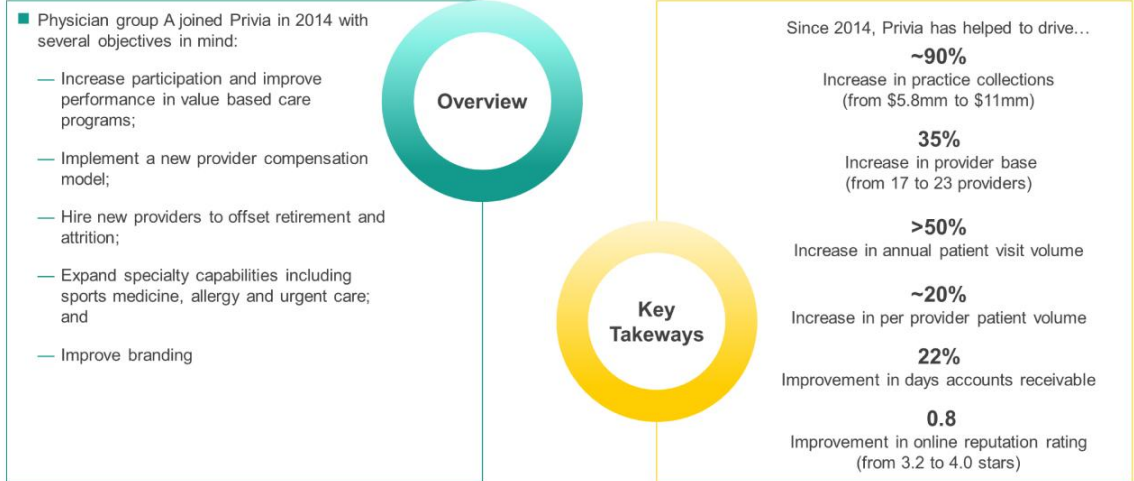 Physician group A joined Privia in 2014 with
several objectives in mind:
— Increase participation and improve
performance in value based care
programs;
— Implement a new provider compensation
model;
— Hire new providers to offset retirement and
attrition;
— Expand specialty capabilities including
sports medicine, allergy and urgent care;
and
— Improve branding
Overview
Key
Takeways
Since 2014, Privia has helped to drive…
~90%
Increase in practice collections
(from $5.8mm to $11mm)
35%
Increase in provider base
(from 17 to 23 providers)
>50%
Increase in annual patient visit volume
~20%
Increase in per provider patient volume
22%
Improvement in days accounts receivable
0.8
Improvement in online reputation rating
(from 3.2 to 4.0 stars)